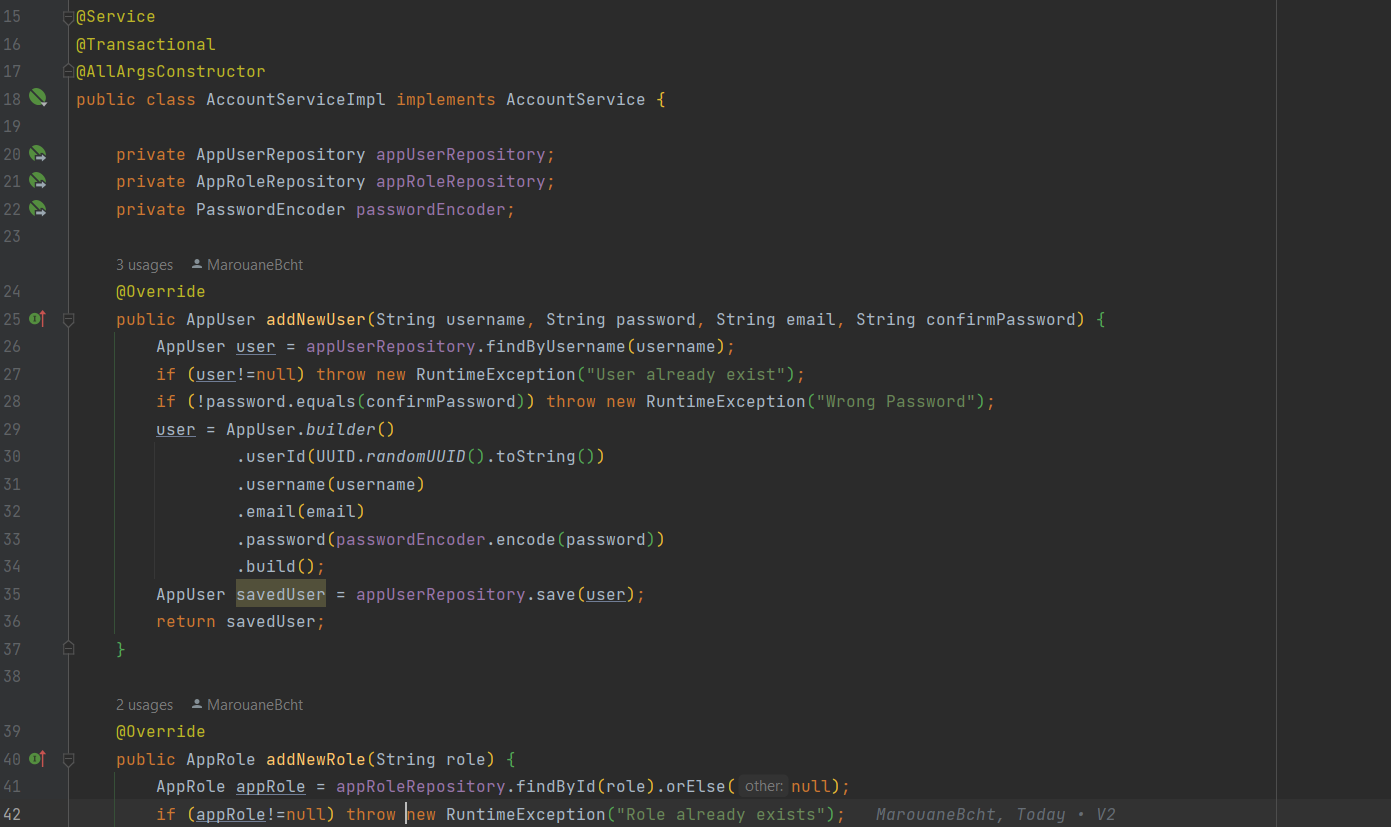 15 @Service
16 @Transactional
17 @AllArgsConstructor
18 public class AccountServiceImpl implements AccountService {
19
20 private AppUserRepository appUserRepository;
21 private AppRoleRepository appRoleRepository;
22 private PasswordEncoder passwordEncoder;
23
3 usages MarouaneBcht
24 @Override
25 public AppUser addNewUser(String username, String password, String email, String confirmPassword) {
26 AppUser user = appUserRepository.findByUsername(username);
27 if (user!=null) throw new RuntimeException("User already exist");
28 if (!password.equals(confirmPassword)) throw new RuntimeException("Wrong Password");
29 user = AppUser.builder()
30 .userId(UUID.randomUUID().toString())
31 .username(username)
32 .email(email)
33 .password(passwordEncoder.encode(password))
34 .build();
35 AppUser savedUser = appUserRepository.save(user);
36 return savedUser;
37 }
38
2 usages MarouaneBcht
39 @Override
40 public AppRole addNewRole(String role) {
41 AppRole appRole = appRoleRepository.findById(role).orElse( other: null);
42 if (appRole!=null) throw new RuntimeException("Role already exists"); MarouaneBcht, Today • V2